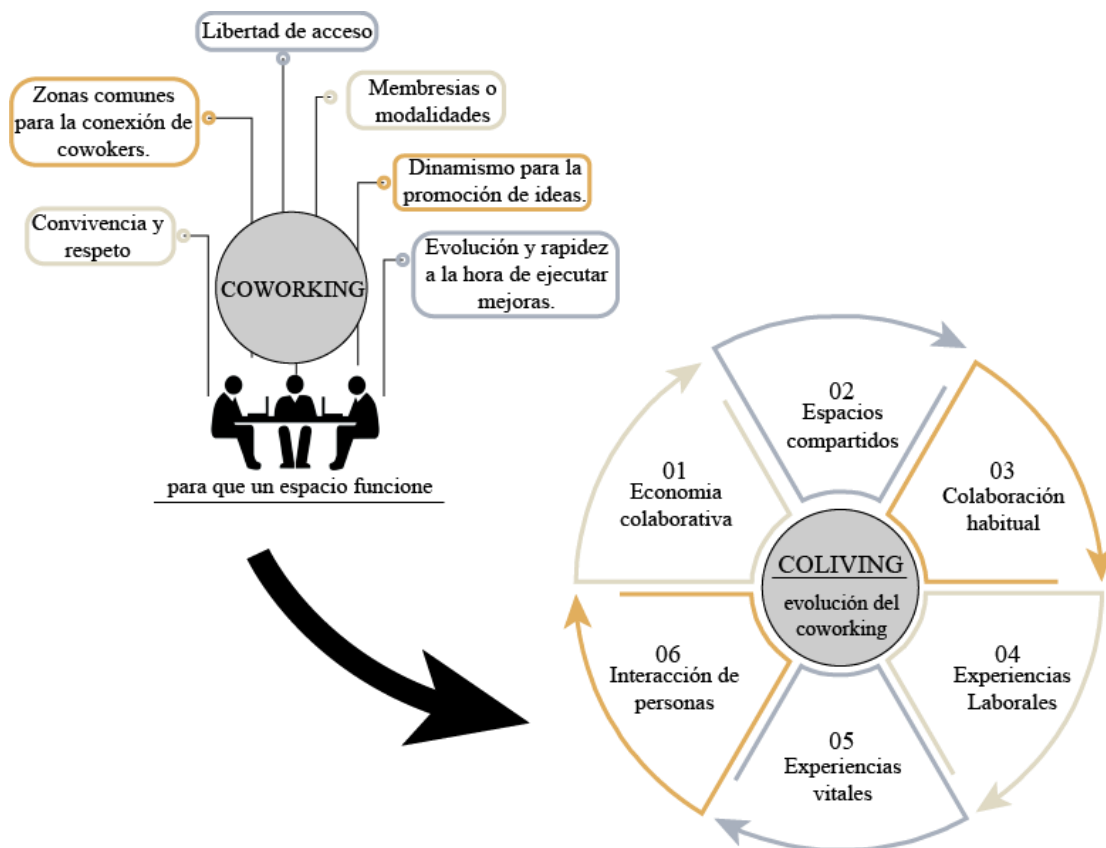 Libertad de acceso
Zonas comunes
para la conexión de
cowokers.
Membresias o
modalidades
Dinamismo para la
promoción de ideas.
Convivencia y
respeto
Evolución y rapidez
a la hora de ejecutar
mejoras.
COWORKING
para que un espacio funcione
01
Economia
colaborativa
02
Espacios
compartidos
03
Colaboración
habitual
COLIVING
evolución del
coworking
04
Experiencias
Laborales
05
Experiencias
vitales
06
Interacción de
personas